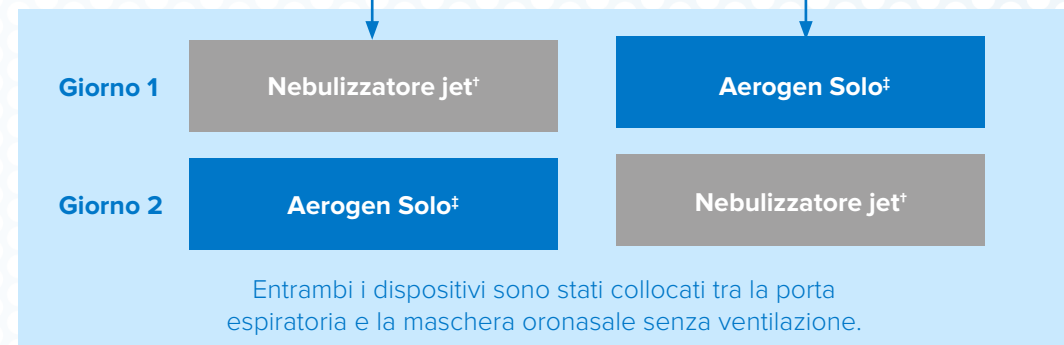 Giorno 1
Nebulizzatore jet†
Aerogen Solo‡
Giorno 2
Aerogen Solo‡
Nebulizzatore jet†
Entrambi i dispositivi sono stati collocati tra la porta
espiratoria e la maschera oronasale senza ventilazione.